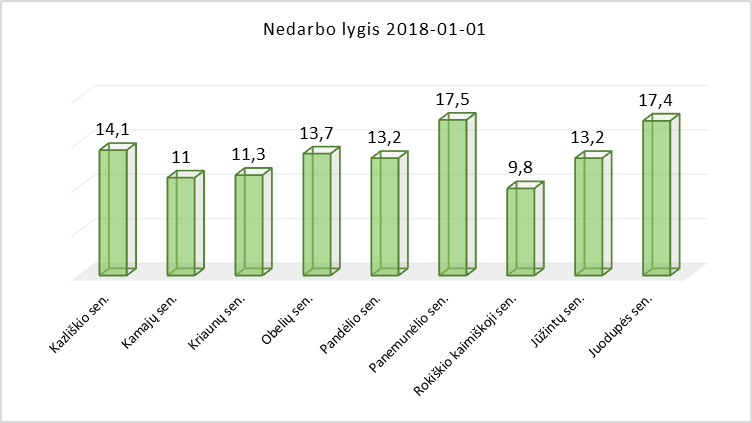 Nedarbo lygis 2018-01-01
14,1
11
11,3
13,7
13,2
17,5
9,8
13,2
17,4
Kazliškio sen.
Kamajų sen.
Kriaunų sen.
Obelių sen.
Pandėlio sen.
Panemunėlio sen.
Rokiškio kaimiškoji sen.
Jūžintų sen.
Juodupės sen.